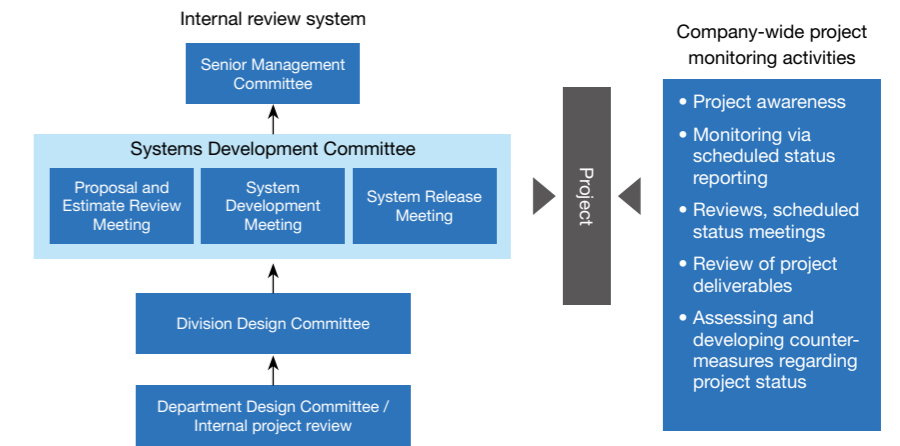 Internal review system
Senior Management
Committee
Systems Development Committee
Proposal and
Estimate Review
Meeting
System
Development
Meeting
System Release
Meeting
Division Design Committee
Department Design Committee /
Internal project review
Project
Company-wide project
monitoring activities
• Project awareness
• Monitoring via
scheduled status
reporting
• Reviews, scheduled
status meetings
• Review of project
deliverables
• Assessing and
developing counter-
measures regarding
project status